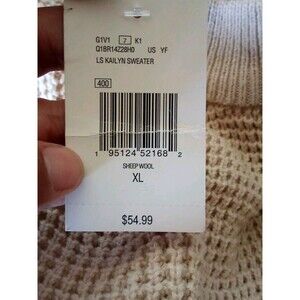 G1V1 7 K1
Q1BR14Z28H0 US YF
LS KAILYN SWEATER
400
1 95124 52168 2
SHEEP WOOL
XL
$54.99